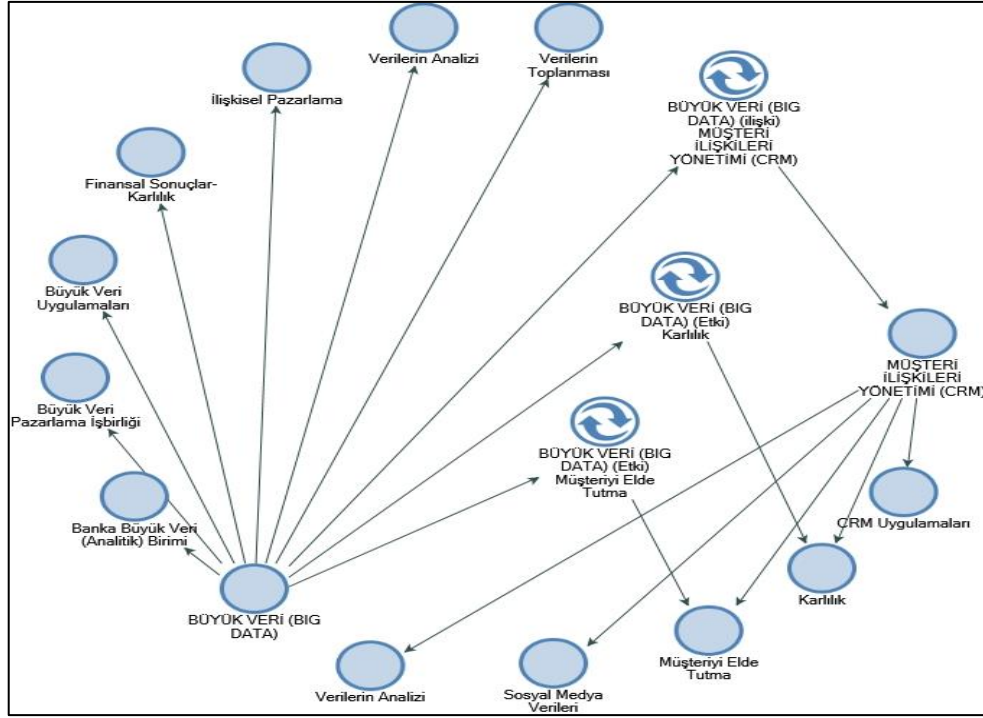 Verilerin Analizi
Verilerin
Toplanması
İlişkisel Pazarlama
BÜYÜK VERİ (BIG
DATA) (ilişki)
MÜŞTERİ
İLİŞKİLERİ
YÖNETİMİ (CRM)
Finansal Sonuçlar-
Karlılık
Büyük Veri
Uygulamaları
BÜYÜK VERİ (BIG
DATA) (Etki)
Karlılık
MÜŞTERİ
İLİŞKİLERİ
YÖNETİMİ (CRM)
Büyük Veri
Pazarlama İşbirliği
BÜYÜK VERİ (BIG
DATA) (Etki)
Müşteriyi Elde
Tutma
Banka Büyük Veri
(Analitik) Birimi
CRM Uygulamaları
Karlılık
BÜYÜK VERİ (BIG
DATA)
Müşteriyi Elde
Tutma
Verilerin Analizi
Sosyal Medya
Verileri